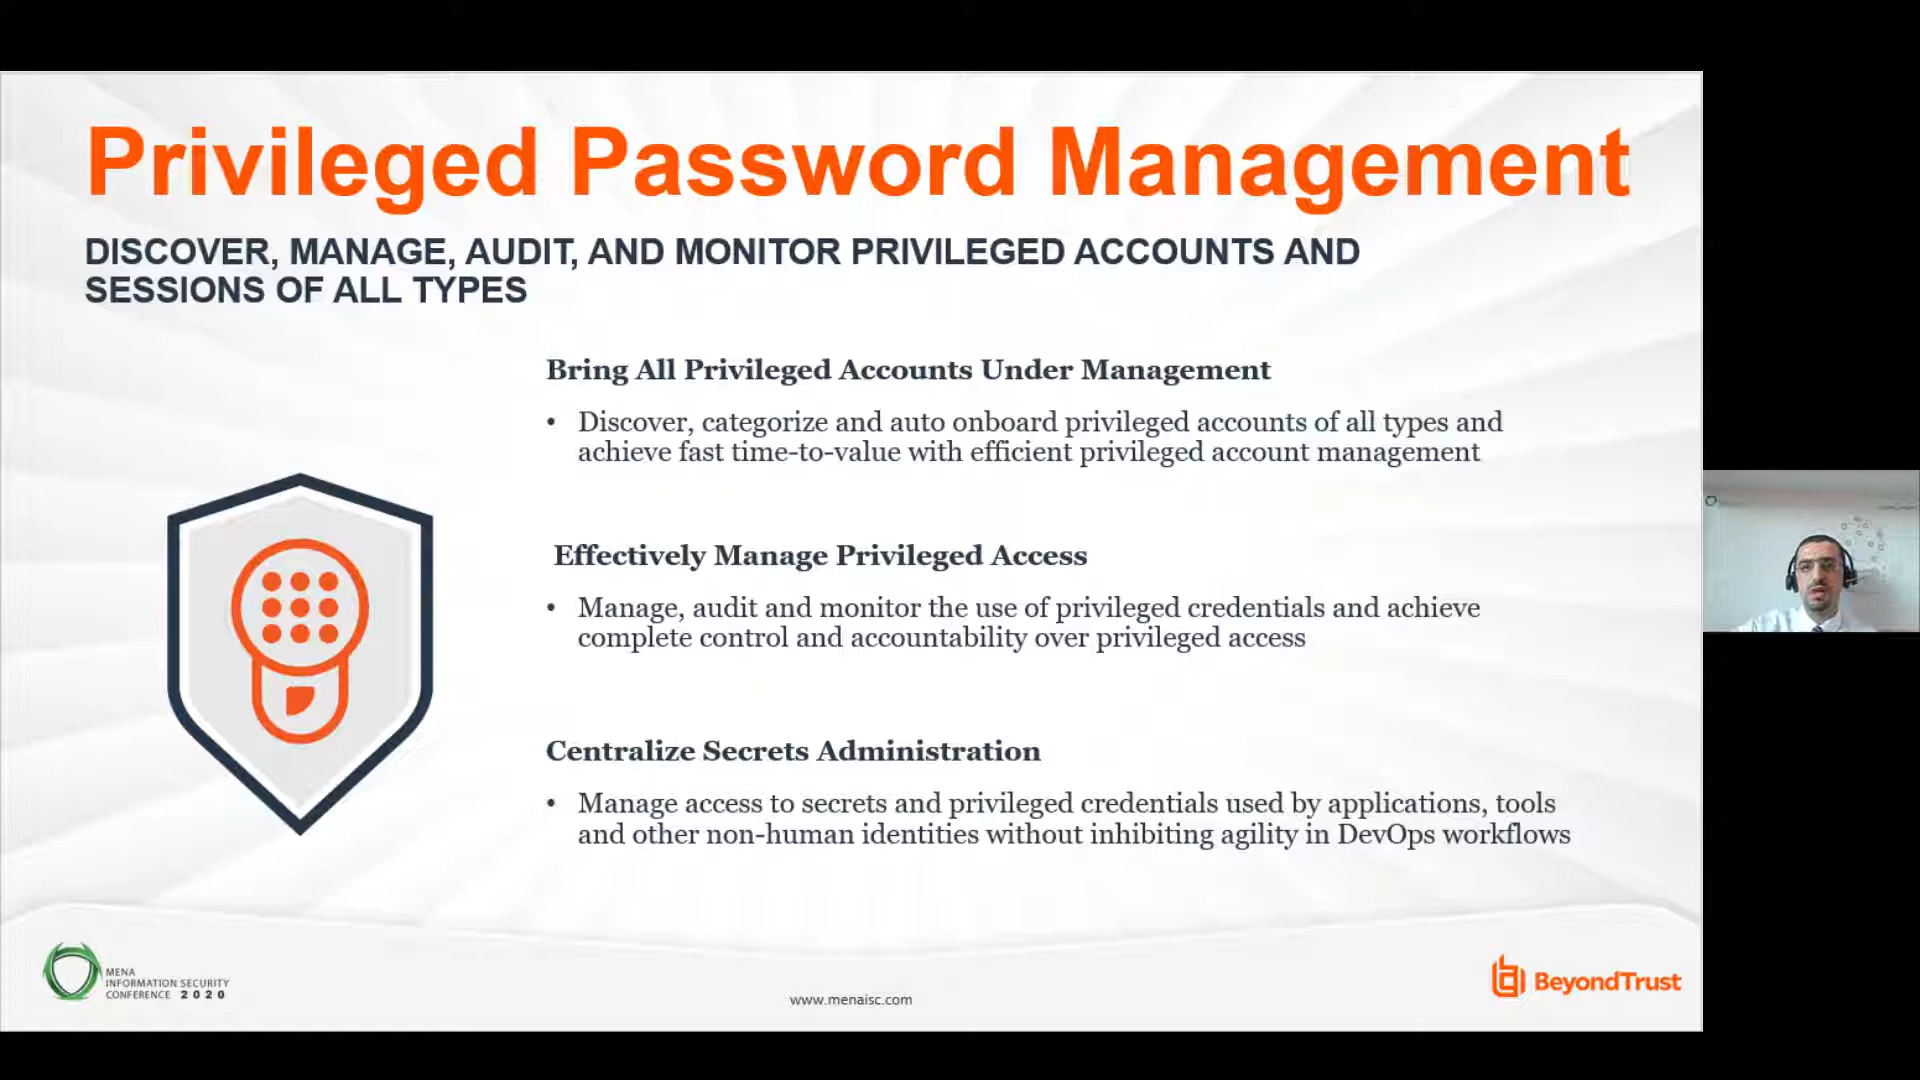 Privileged Password Management
DISCOVER, MANAGE, AUDIT, AND MONITOR PRIVILEGED ACCOUNTS AND
SESSIONS OF ALL TYPES
Bring All Privileged Accounts Under Management
• Discover, categorize and auto onboard privileged accounts of all types and
achieve fast time-to-value with efficient privileged account management
Effectively Manage Privileged Access
• Manage, audit and monitor the use of privileged credentials and achieve
complete control and accountability over privileged access
Centralize Secrets Administration
• Manage access to secrets and privileged credentials used by applications, tools
and other non-human identities without inhibiting agility in DevOps workflows
MENA
INFORMATION SECURITY
CONFERENCE 2020
www.menaisc.com
BeyondTrust